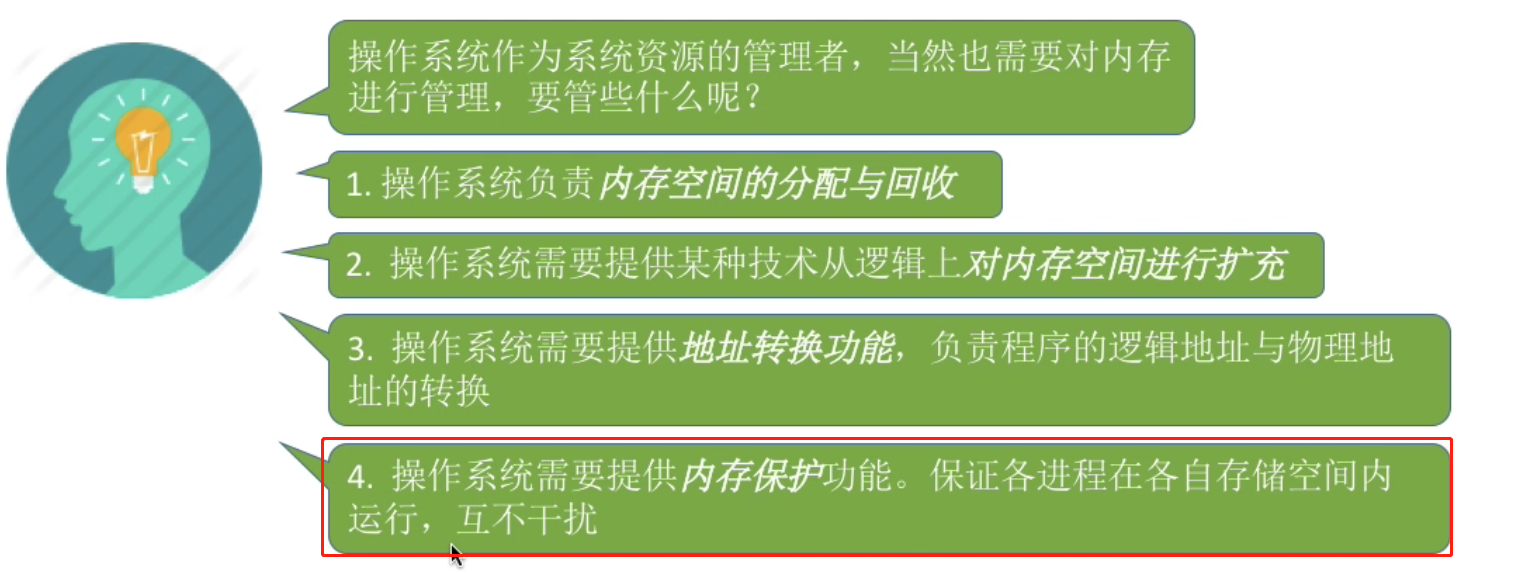 操作系统作为系统资源的管理者，当然也需要对内存
进行管理，要管些什么呢？
1. 操作系统负责内存空间的分配与回收
2. 操作系统需要提供某种技术从逻辑上对内存空间进行扩充
3. 操作系统需要提供地址转换功能，负责程序的逻辑地址与物理地
址的转换
4. 操作系统需要提供内存保护功能。保证各进程在各自存储空间内
运行，互不干扰